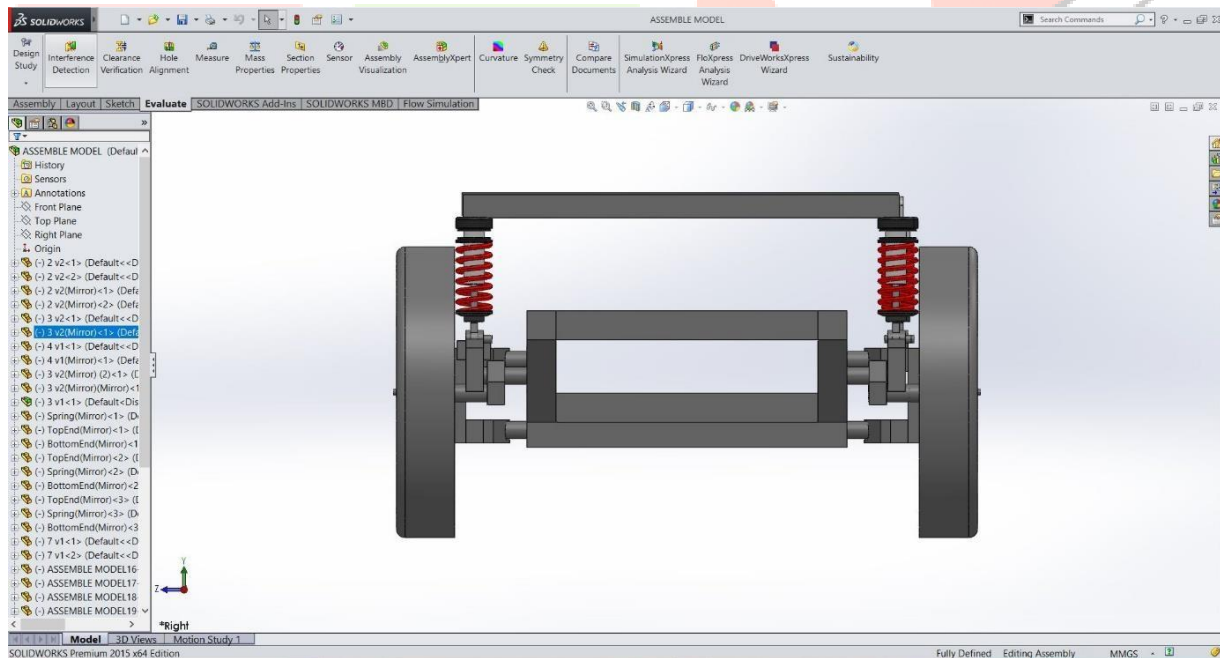 SOLIDWORKS
ASSEMBLE MODEL
Search Commands
Design Study
Interference Detection
Clearance Verification
Hole Alignment
Measure
Mass Properties
Section Properties
Sensor
Assembly Visualization
AssemblyXpert
Curvature
Symmetry Check
Compare Documents
SimulationXpress Analysis Wizard
FloXpress Analysis Wizard
DriveWorksXpress Wizard
Sustainability
Assembly Layout Sketch Evaluate SOLIDWORKS Add-Ins SOLIDWORKS MBD Flow Simulation
ASSEMBLE MODEL (Defaul
History
Sensors
Annotations
Front Plane
Top Plane
Right Plane
Origin
(-) 2 v2<1> (Default<<D
(-) 2 v2<2> (Default<<D
(-) 2 v2(Mirror)<1> (Defa
(-) 2 v2(Mirror)<2> (Defa
(-) 3 v2<1> (Default<<D
(-) 3 v2(Mirror)<1> (Defa
(-) 4 v1<1> (Default<<D
(-) 4 v1(Mirror)<1> (Defa
(-) 3 v2(Mirror) (2)<1> (D
(-) 3 v2(Mirror)(Mirror)<1
(-) 3 v1<1> (Default<Dis
(-) Spring(Mirror)<1> (D
(-) TopEnd(Mirror)<1> (D
(-) BottomEnd(Mirror)<1
(-) TopEnd(Mirror)<2> (D
(-) Spring(Mirror)<2> (D
(-) BottomEnd(Mirror)<2
(-) TopEnd(Mirror)<3> (D
(-) Spring(Mirror)<3> (D
(-) BottomEnd(Mirror)<3
(-) 7 v1<1> (Default<<D
(-) 7 v1<2> (Default<<D
(-) ASSEMBLE MODEL16
(-) ASSEMBLE MODEL17
(-) ASSEMBLE MODEL18
(-) ASSEMBLE MODEL19
Y
Z
*Right
Model 3D Views Motion Study 1
SOLIDWORKS Premium 2015 x64 Edition
Fully Defined Editing Assembly MMGS